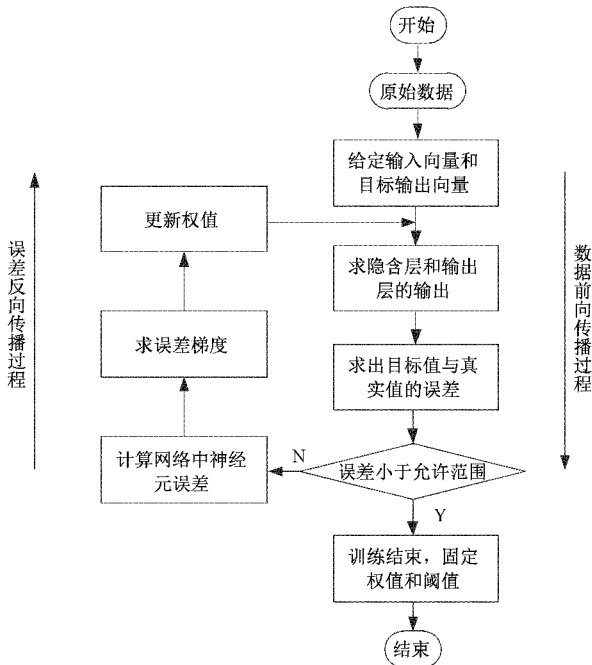 开始
原始数据
给定输入向量和
目标输出向量
更新权值
求隐含层和输出
层的输出
求误差梯度
求出目标值与真
实值的误差
计算网络中神经
元误差
N
误差小于允许范围
Y
训练结束，固定
权值和阈值
结束
误差反向传播过程
数据前向传播过程